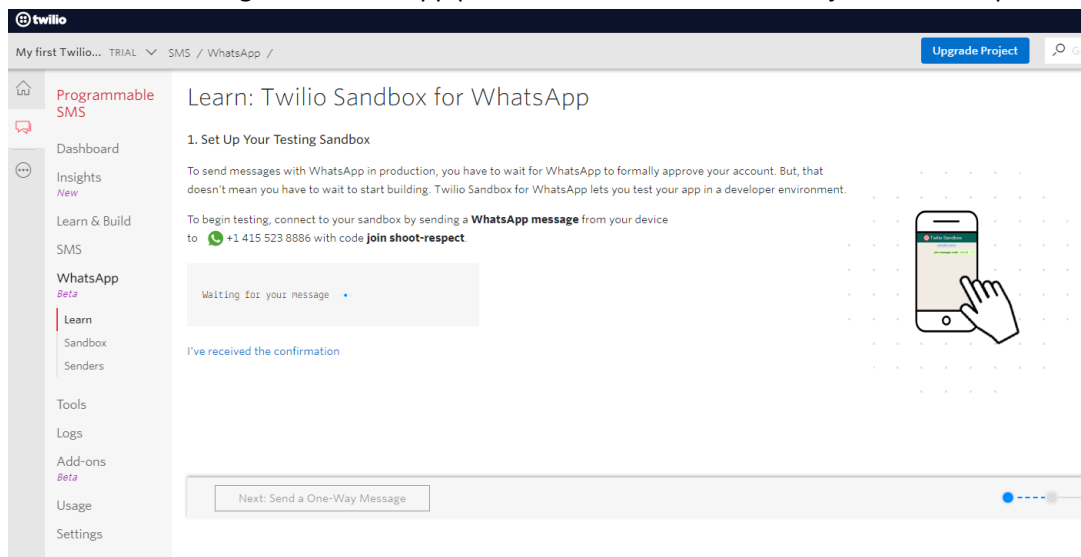 twilio
My first Twilio... TRIAL SMS / WhatsApp /
Upgrade Project
Programmable
SMS
Dashboard
Insights
New
Learn & Build
SMS
WhatsApp
Beta
Learn
Sandbox
Senders
Tools
Logs
Add-ons
Beta
Usage
Settings
Learn: Twilio Sandbox for WhatsApp
1. Set Up Your Testing Sandbox
To send messages with WhatsApp in production, you have to wait for WhatsApp to formally approve your account. But, that
doesn't mean you have to wait to start building. Twilio Sandbox for WhatsApp lets you test your app in a developer environment.
To begin testing, connect to your sandbox by sending a WhatsApp message from your device
to +1 415 523 8886 with code join shoot-respect.
Waiting for your message
I've received the confirmation
Twilio Sandbox
Next: Send a One-Way Message